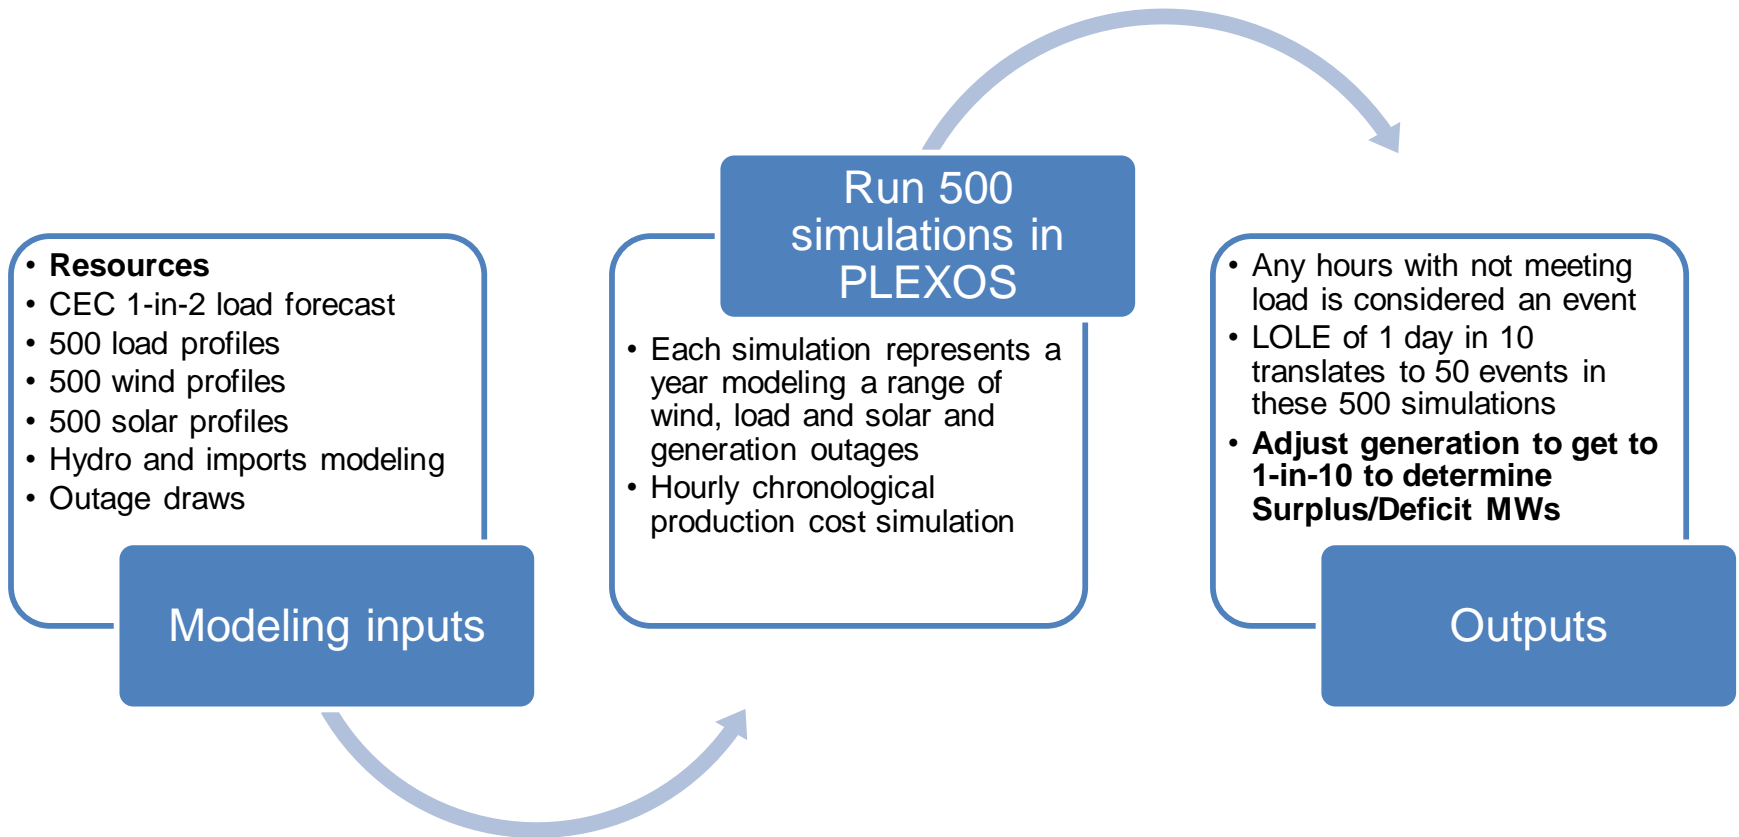 • Resources
• CEC 1-in-2 load forecast
• 500 load profiles
• 500 wind profiles
• 500 solar profiles
• Hydro and imports modeling
• Outage draws
Modeling inputs
Run 500
simulations in
PLEXOS
• Each simulation represents a
year modeling a range of
wind, load and solar and
generation outages
• Hourly chronological
production cost simulation
• Any hours with not meeting
load is considered an event
• LOLE of 1 day in 10
translates to 50 events in
these 500 simulations
• Adjust generation to get to
1-in-10 to determine
Surplus/Deficit MWs
Outputs